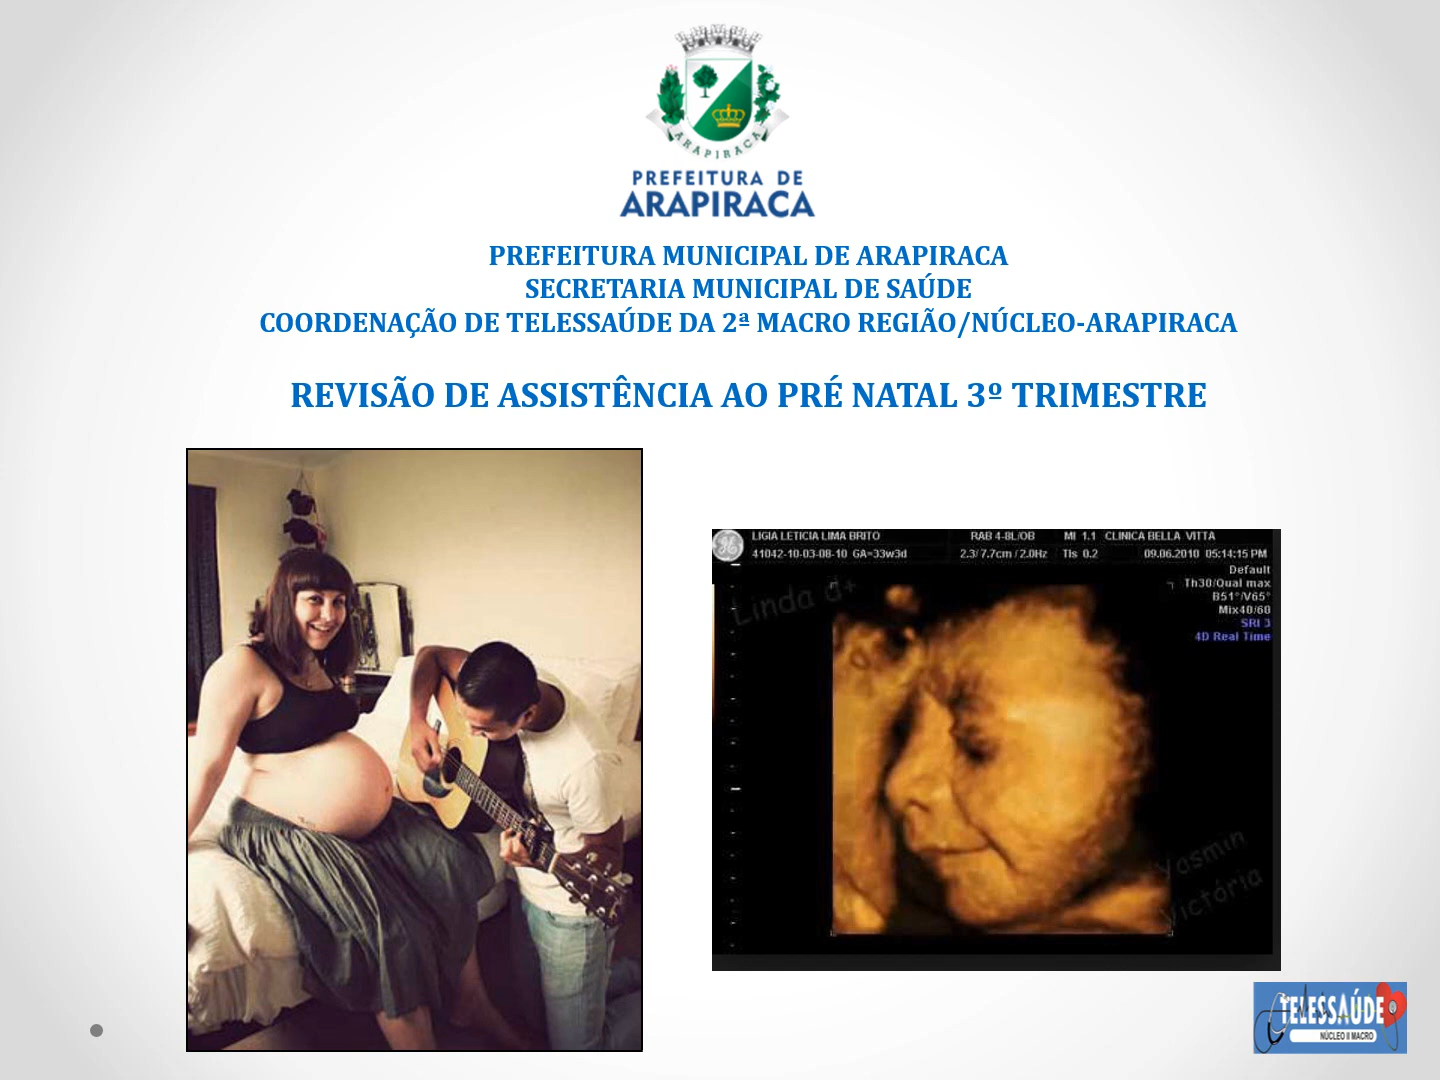 ARAPIRACA
PREFEITURA DE
ARAPIRACA
PREFEITURA MUNICIPAL DE ARAPIRACA
SECRETARIA MUNICIPAL DE SAÚDE
COORDENAÇÃO DE TELESSAÚDE DA 2ª MACRO REGIÃO/NÚCLEO-ARAPIRACA
REVISÃO DE ASSISTÊNCIA AO PRÉ NATAL 3º TRIMESTRE
LIGIA LETICIA LIMA BRITO RAB 4-8L/OB MI 1.1 CLINICA BELLA VITTA
41042-10-03-08-10 GA=33w3d 2.3/7.7cm/2.0Hz TIs 0.2 09.06.2010 05:14:15 PM
Default
Th30/Qual max
B51°/V65°
Mix40/60
SRI 3
4D Real Time
Linda d+
Yasmin
Victória
TELESSAÚDE
NÚCLEO II MACRO